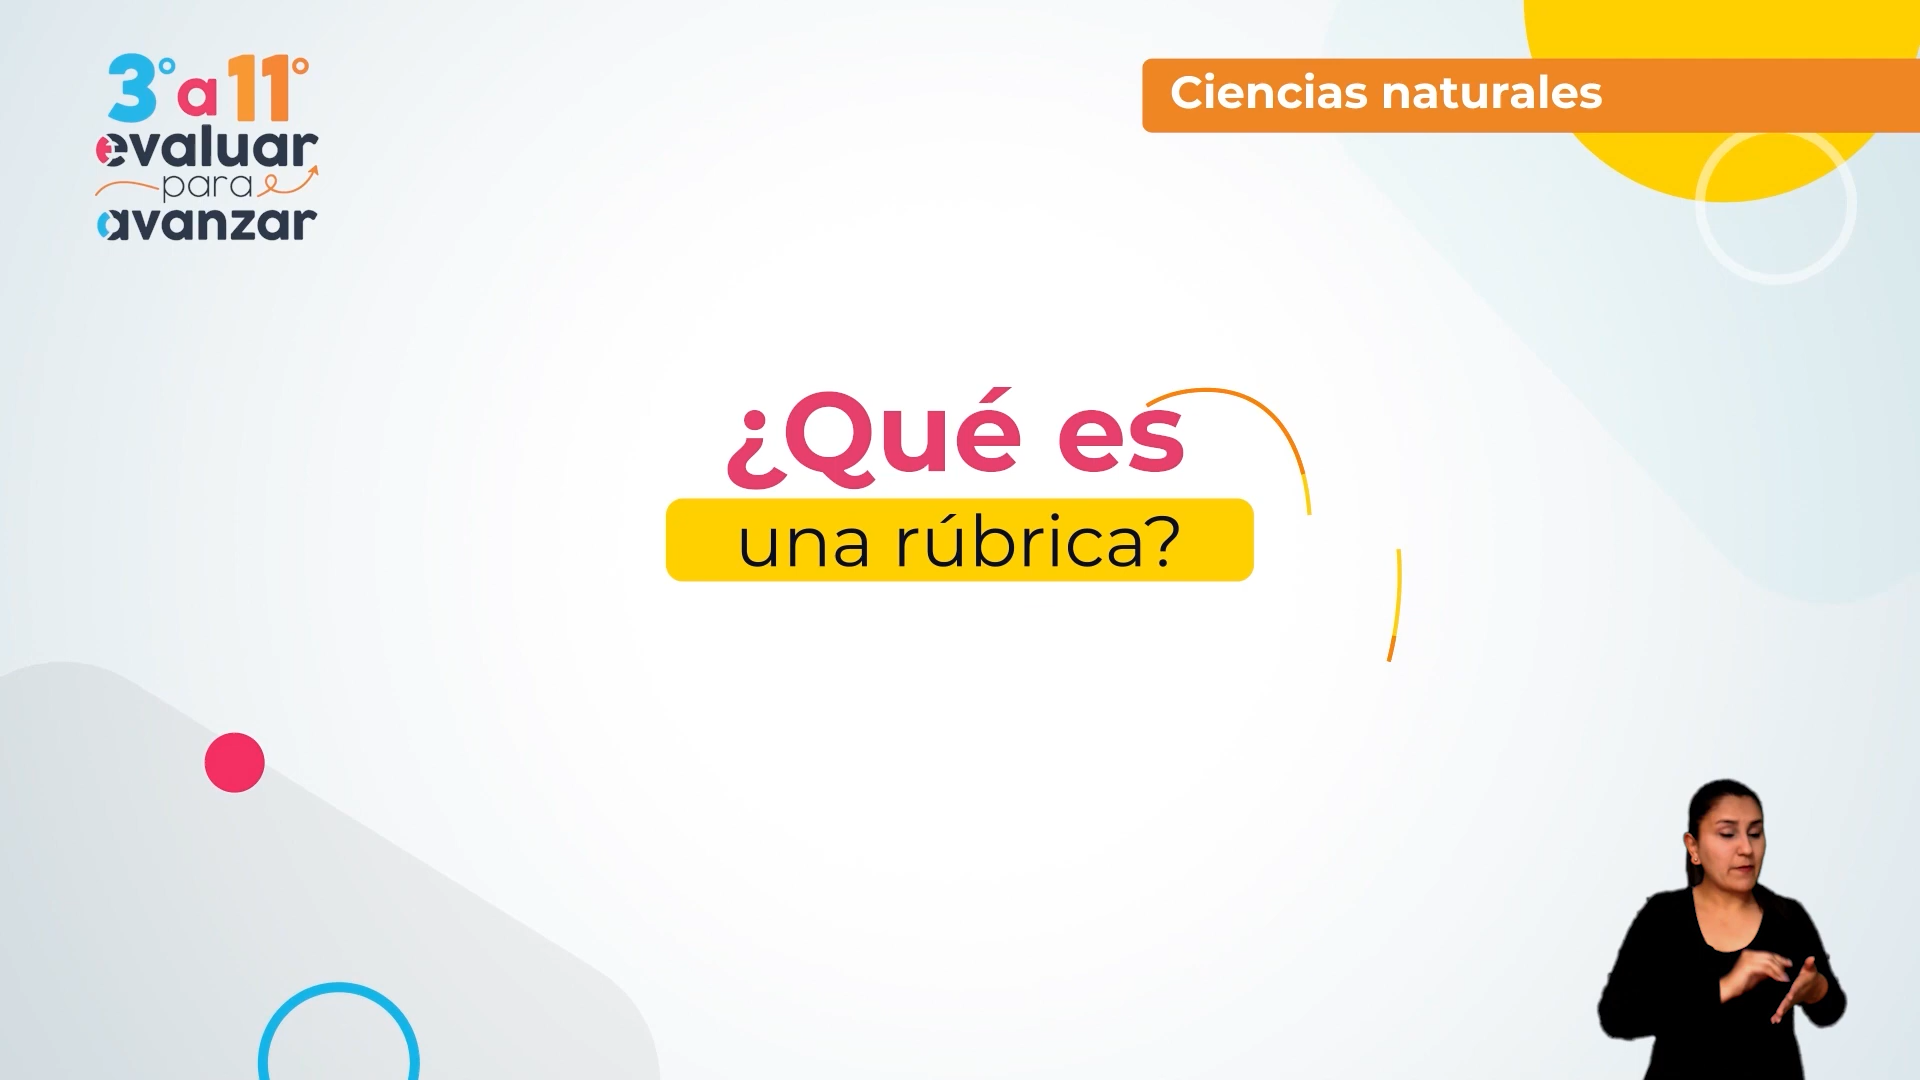 3° a 11°
evaluar
para
avanzar
Ciencias naturales
¿Qué es
una rúbrica?